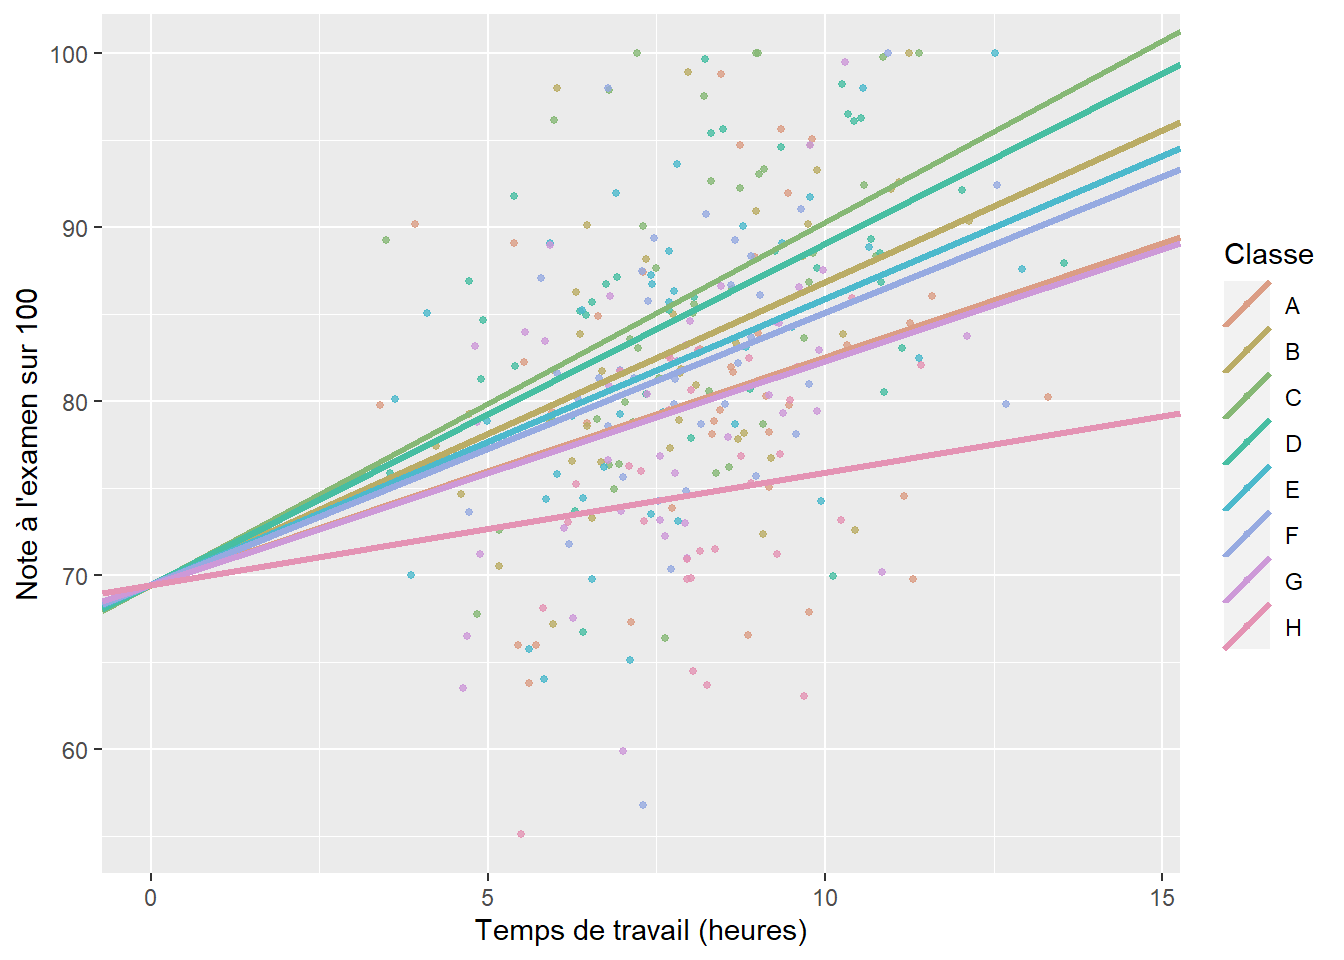 100
90
80
70
60
Note à l'examen sur 100
0
5
10
15
Temps de travail (heures)
Classe
A
B
C
D
E
F
G
H